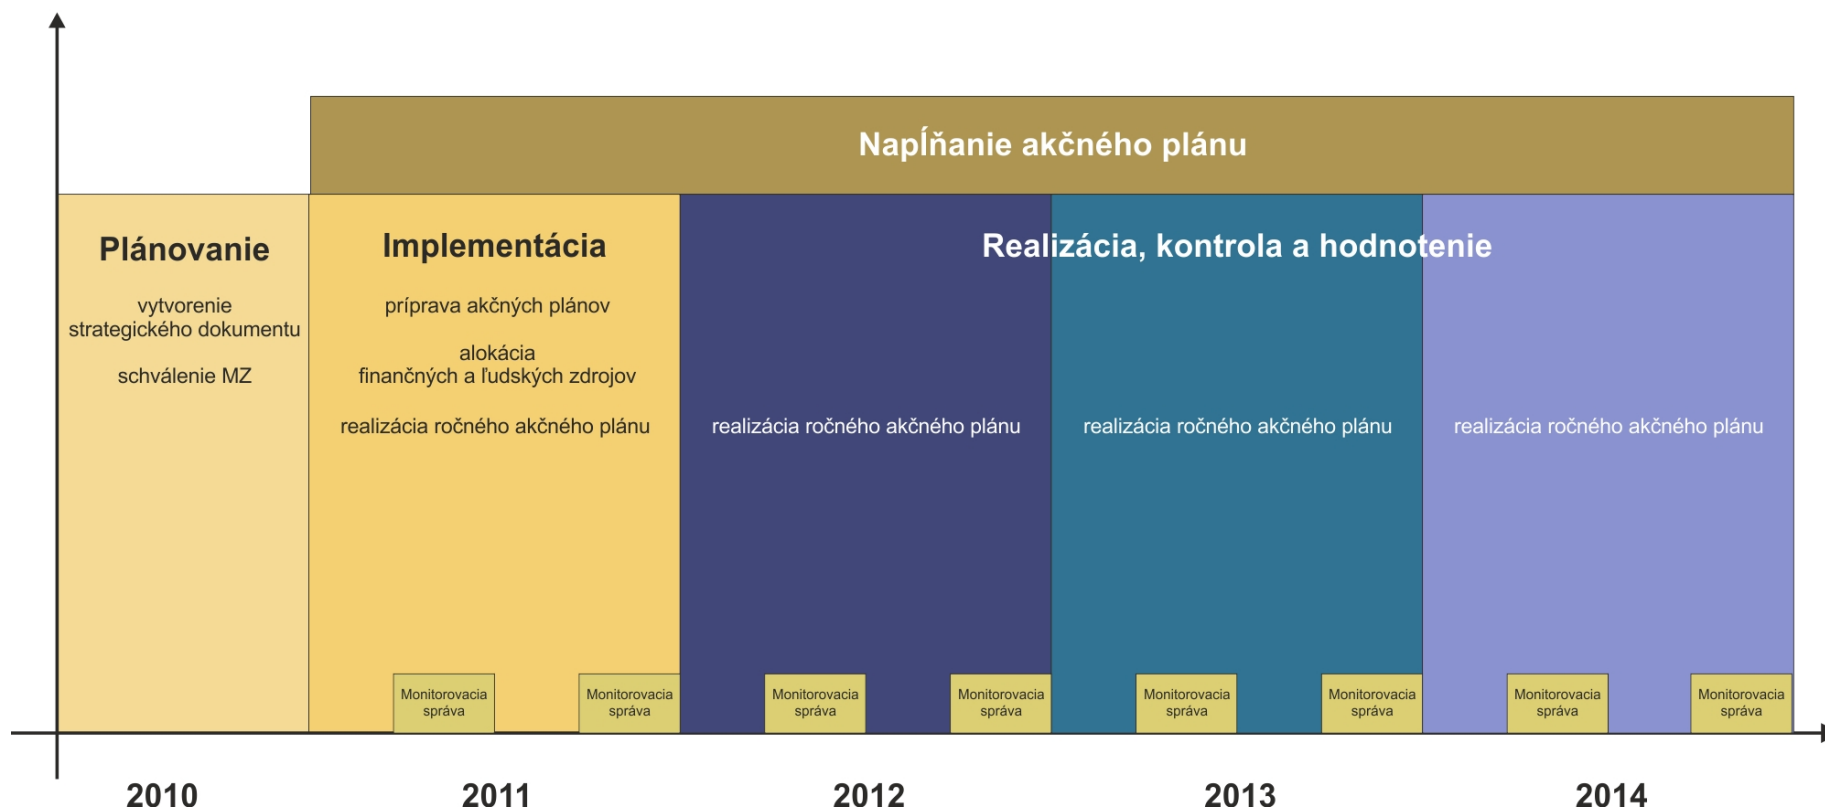 Napĺňanie akčného plánu
Plánovanie
vytvorenie
strategického dokumentu
schválenie MZ
Implementácia
príprava akčných plánov
alokácia
finančných a ľudských zdrojov
realizácia ročného akčného plánu
Realizácia, kontrola a hodnotenie
realizácia ročného akčného plánu
realizácia ročného akčného plánu
realizácia ročného akčného plánu
Monitorovacia
správa
Monitorovacia
správa
Monitorovacia
správa
Monitorovacia
správa
Monitorovacia
správa
Monitorovacia
správa
Monitorovacia
správa
Monitorovacia
správa
2010
2011
2012
2013
2014